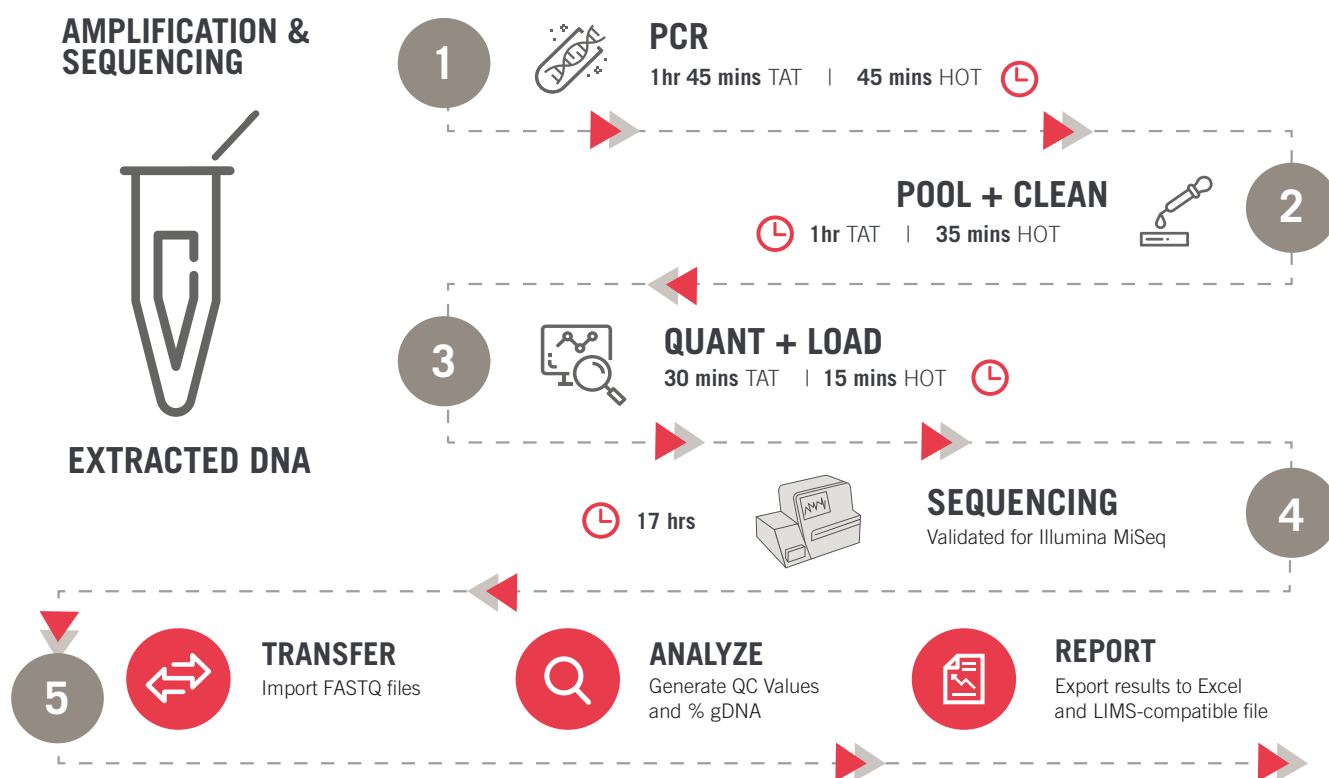 AMPLIFICATION &
SEQUENCING
EXTRACTED DNA
1
PCR
1hr 45 mins TAT | 45 mins HOT
2
POOL + CLEAN
1hr TAT | 35 mins HOT
3
QUANT + LOAD
30 mins TAT | 15 mins HOT
4
SEQUENCING
Validated for Illumina MiSeq
17 hrs
5
TRANSFER
Import FASTQ files
ANALYZE
Generate QC Values
and % gDNA
REPORT
Export results to Excel
and LIMS-compatible file